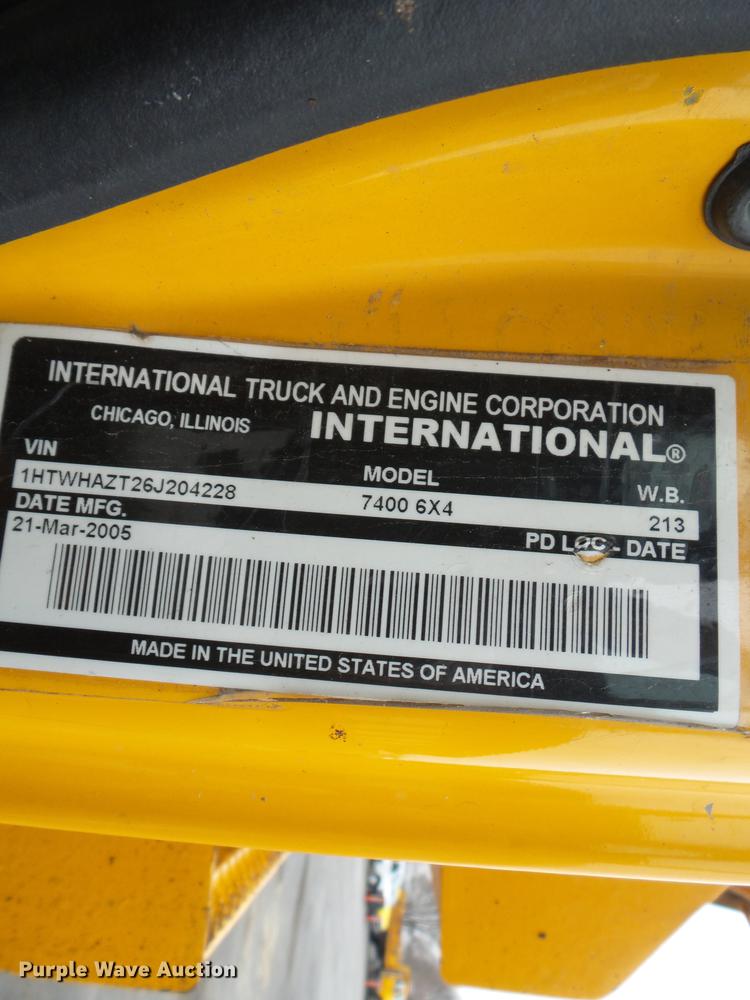 INTERNATIONAL TRUCK AND ENGINE CORPORATION
CHICAGO, ILLINOIS INTERNATIONAL®
VIN MODEL W.B.
1HTWHAZT26J204228 7400 6X4 213
DATE MFG. PD LOC - DATE
21-Mar-2005
MADE IN THE UNITED STATES OF AMERICA
Purple Wave Auction